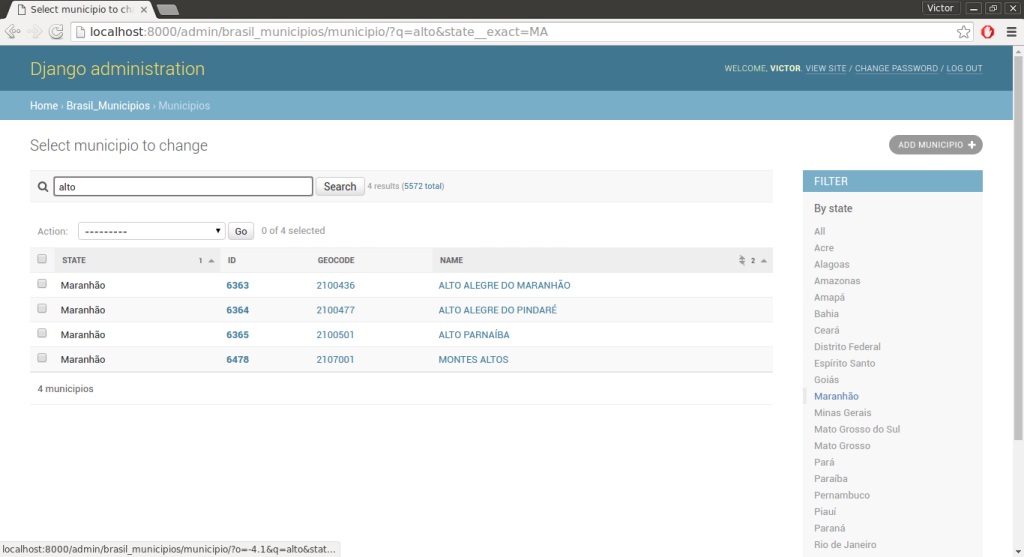 Select municipio to ch
Victor
localhost:8000/admin/brasil_municipios/municipio/?q=alto&state__exact=MA
Django administration
WELCOME, VICTOR. VIEW SITE / CHANGE PASSWORD / LOG OUT
Home › Brasil_Municipios › Municipios
Select municipio to change
ADD MUNICIPIO +
alto
Search
4 results (5572 total)
Action: --------- Go 0 of 4 selected
STATE 1 ID GEOCODE NAME 2
Maranhão 6363 2100436 ALTO ALEGRE DO MARANHÃO
Maranhão 6364 2100477 ALTO ALEGRE DO PINDARÉ
Maranhão 6365 2100501 ALTO PARNAÍBA
Maranhão 6478 2107001 MONTES ALTOS
4 municipios
FILTER
By state
All
Acre
Alagoas
Amazonas
Amapá
Bahia
Ceará
Distrito Federal
Espírito Santo
Goiás
Maranhão
Minas Gerais
Mato Grosso do Sul
Mato Grosso
Pará
Paraíba
Pernambuco
Piauí
Paraná
Rio de Janeiro
localhost:8000/admin/brasil_municipios/municipio/?o=-4.1&q=alto&stat...